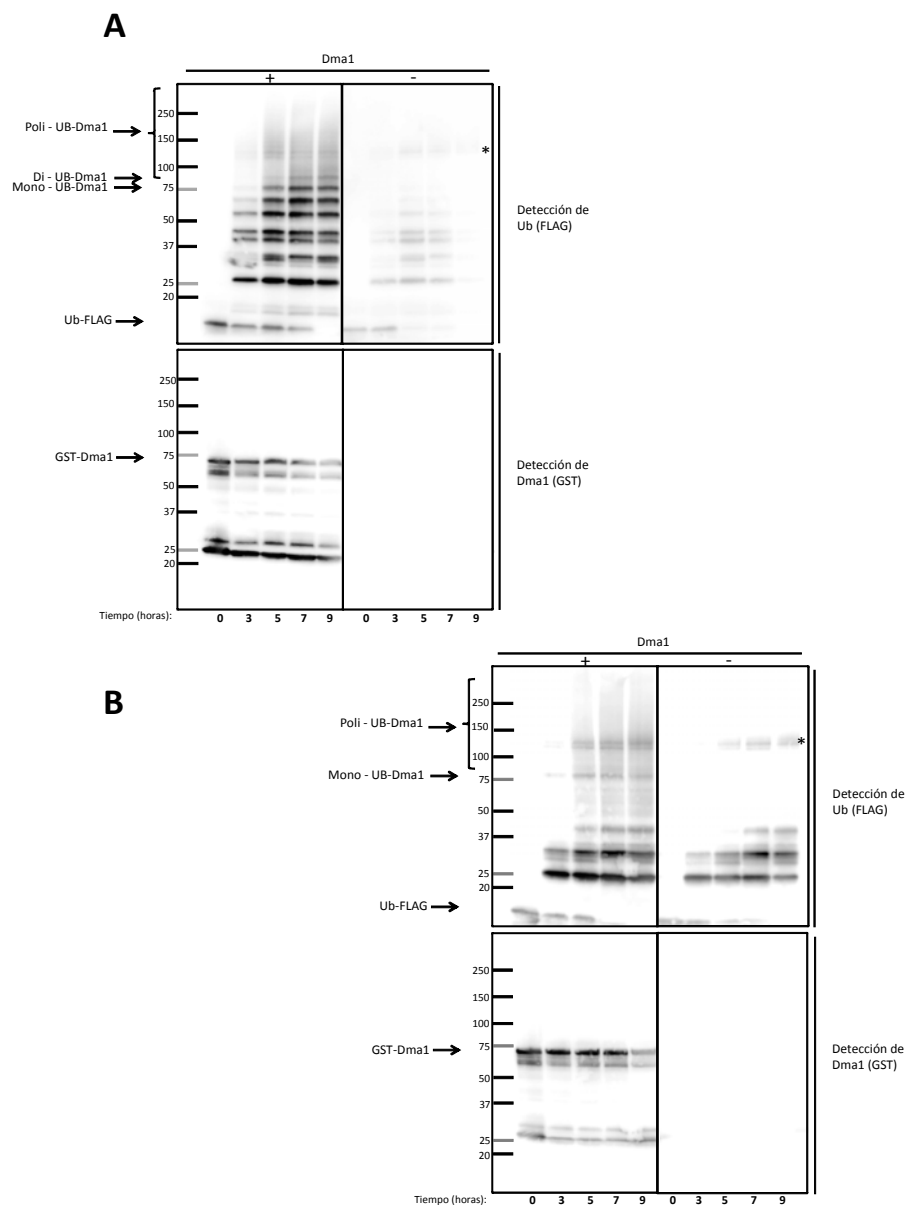 A
Dma1
+ -
250
150
100
75
50
37
25
20
Poli - UB-Dma1
Di - UB-Dma1
Mono - UB-Dma1
Ub-FLAG
*
Detección de
Ub (FLAG)
250
150
100
75
50
37
25
20
GST-Dma1
Detección de
Dma1 (GST)
Tiempo (horas): 0 3 5 7 9 0 3 5 7 9
B
Dma1
+ -
250
150
100
75
50
37
25
20
Poli - UB-Dma1
Mono - UB-Dma1
Ub-FLAG
*
Detección de
Ub (FLAG)
250
150
100
75
50
37
25
20
GST-Dma1
Detección de
Dma1 (GST)
Tiempo (horas): 0 3 5 7 9 0 3 5 7 9